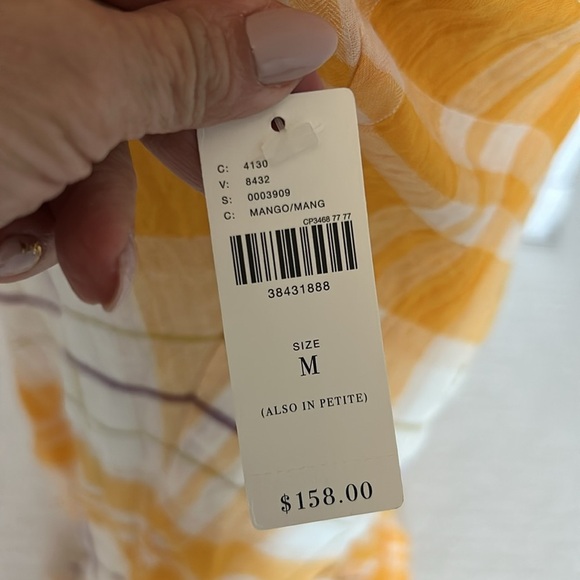 C: 4130
V: 8432
S: 0003909
C: MANGO/MANG
CP3468 77 77
38431888
SIZE
M
(ALSO IN PETITE)
$158.00